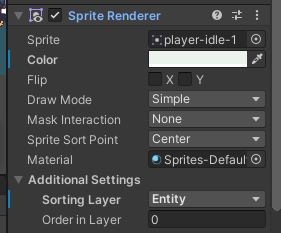 Sprite Renderer
Sprite player-idle-1
Color
Flip X Y
Draw Mode Simple
Mask Interaction None
Sprite Sort Point Center
Material Sprites-Defaul
Additional Settings
Sorting Layer Entity
Order in Layer 0